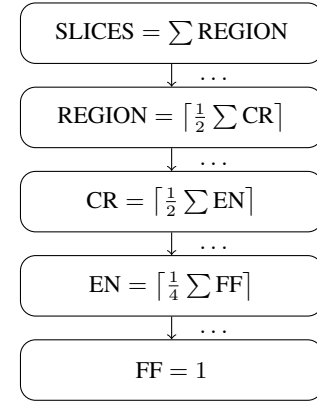 SLICES = ∑ REGION
...
REGION = ⌈½ ∑ CR⌉
...
CR = ⌈½ ∑ EN⌉
...
EN = ⌈¼ ∑ FF⌉
...
FF = 1